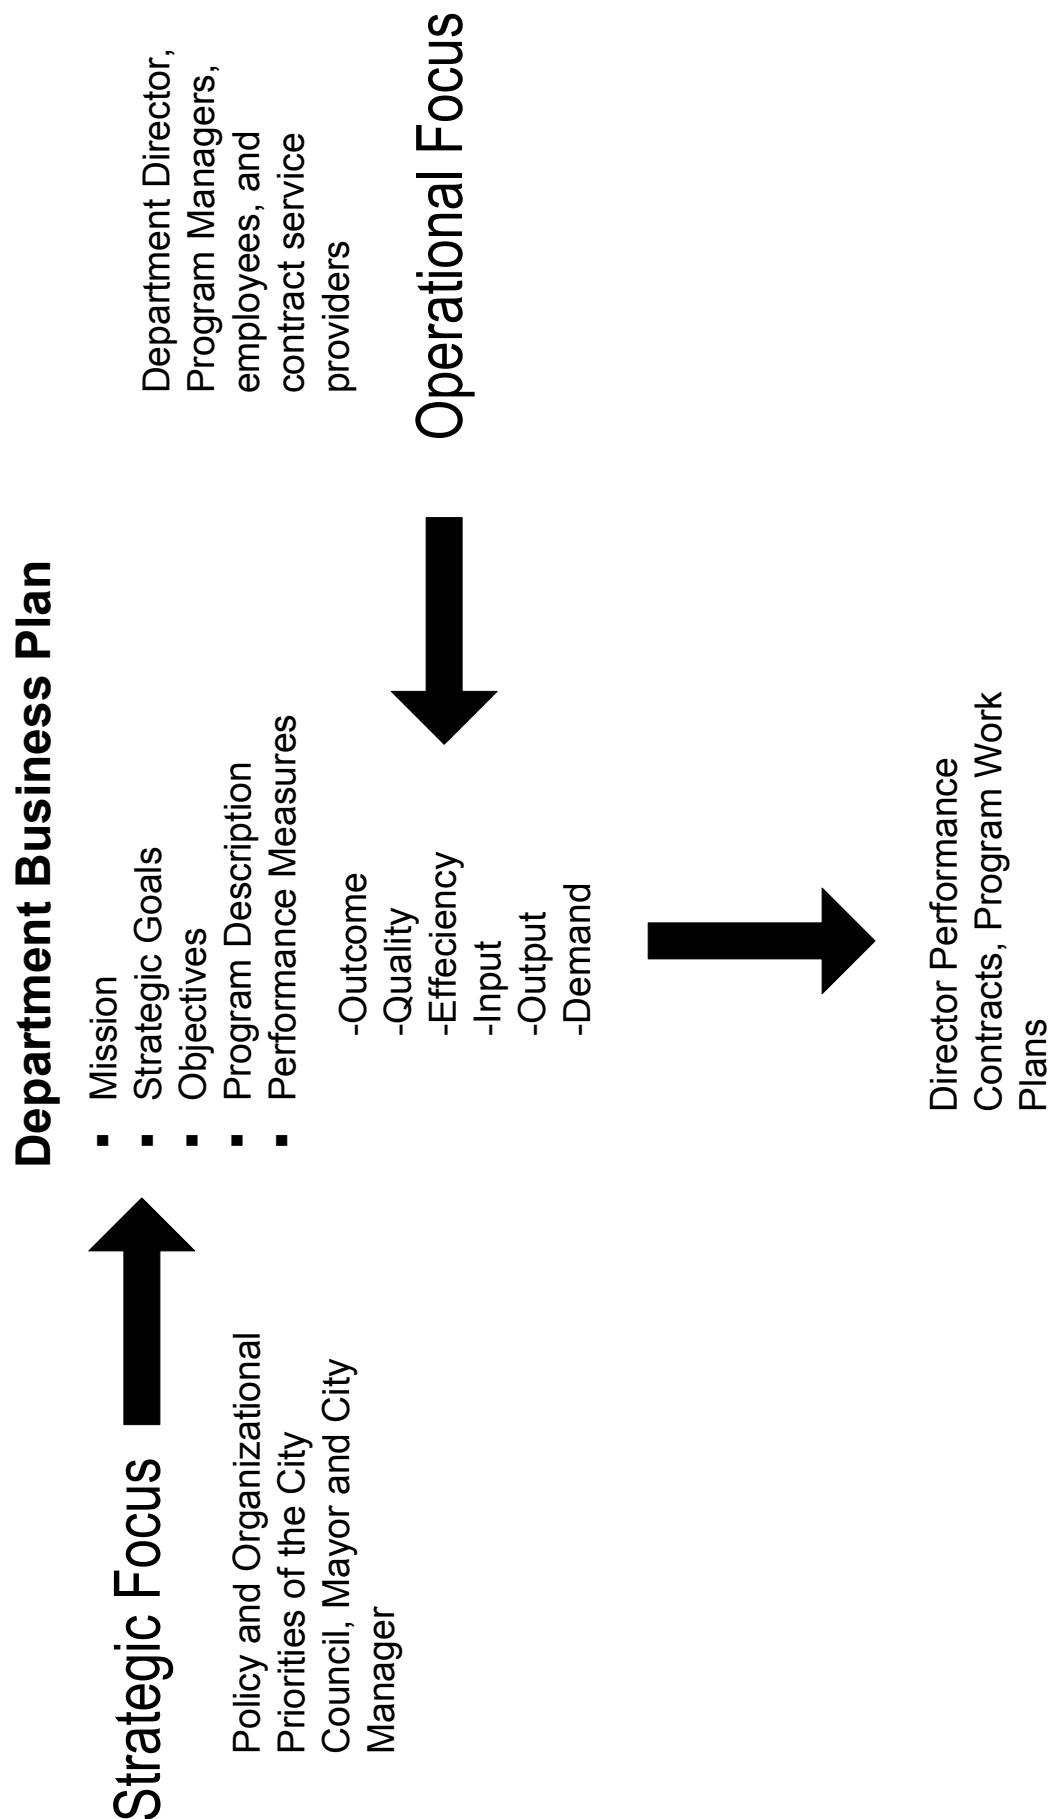 Department Business Plan
Strategic Focus
Policy and Organizational
Priorities of the City
Council, Mayor and City
Manager
▪ Mission
▪ Strategic Goals
▪ Objectives
▪ Program Description
▪ Performance Measures
-Outcome
-Quality
-Effeciency
-Input
-Output
-Demand
Department Director,
Program Managers,
employees, and
contract service
providers
Operational Focus
Director Performance
Contracts, Program Work
Plans